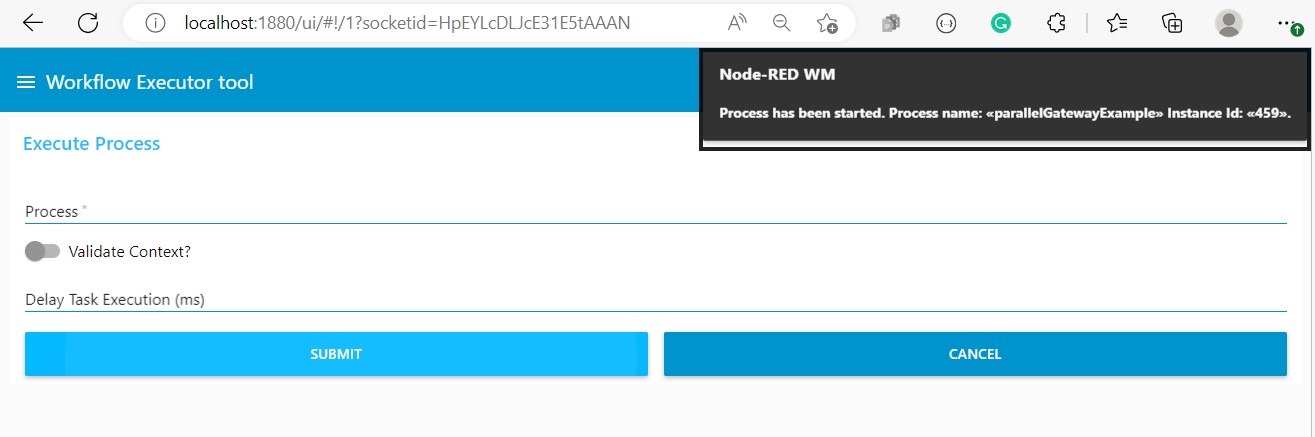 localhost:1880/ui/#!/1?socketid=HpEYLcDLJcE31E5tAAAN
Workflow Executor tool
Node-RED WM
Process has been started. Process name: «parallelGatewayExample» Instance Id: «459».
Execute Process
Process *
Validate Context?
Delay Task Execution (ms)
SUBMIT
CANCEL